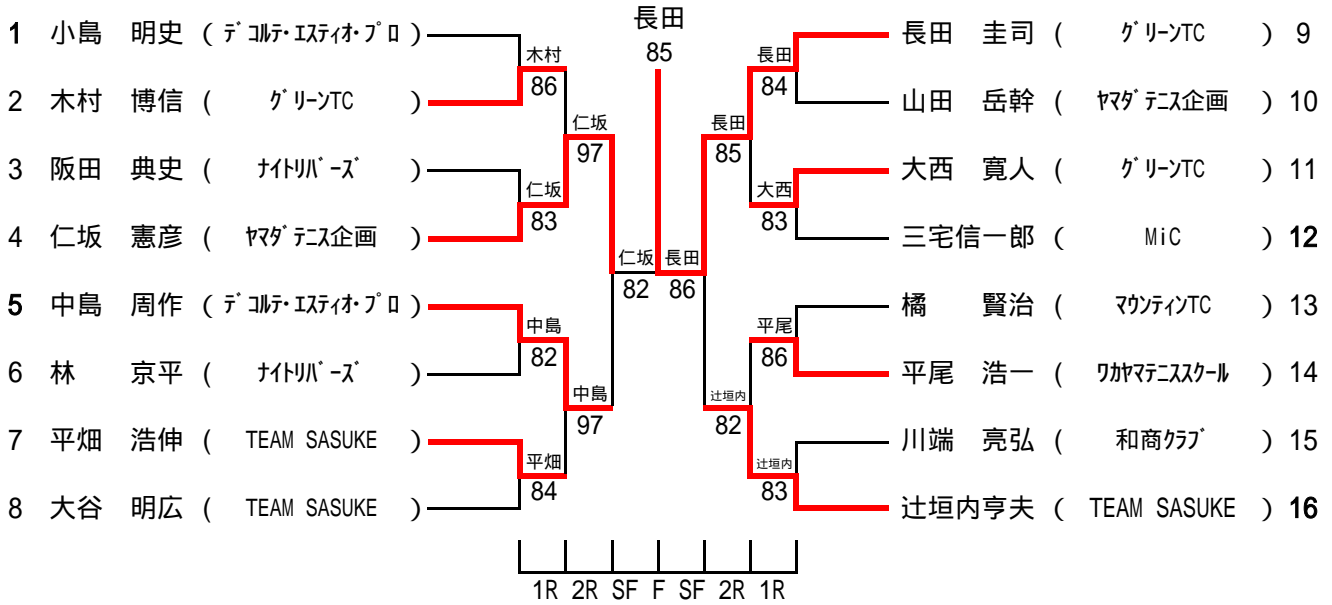 長田
85
1 小島 明史 ( デコルテ・エスティオ・プロ )
木村
86
2 木村 博信 ( グリーンTC )
仁坂
97
3 阪田 典史 ( ナイトリバーズ )
仁坂
83
4 仁坂 憲彦 ( ヤマダテニス企画 )
仁坂
82
5 中島 周作 ( デコルテ・エスティオ・プロ )
中島
82
6 林 京平 ( ナイトリバーズ )
中島
97
7 平畑 浩伸 ( TEAM SASUKE )
平畑
84
8 大谷 明広 ( TEAM SASUKE )
長田 圭司 ( グリーンTC ) 9
長田
84
山田 岳幹 ( ヤマダテニス企画 ) 10
長田
85
大西 寛人 ( グリーンTC ) 11
大西
83
三宅信一郎 ( MiC ) 12
長田
86
橘 賢治 ( マウンティンTC ) 13
平尾
86
平尾 浩一 ( ワカヤマテニススクール ) 14
辻垣内
82
川端 亮弘 ( 和商クラブ ) 15
辻垣内
83
辻垣内亨夫 ( TEAM SASUKE ) 16
1R 2R SF F SF 2R 1R